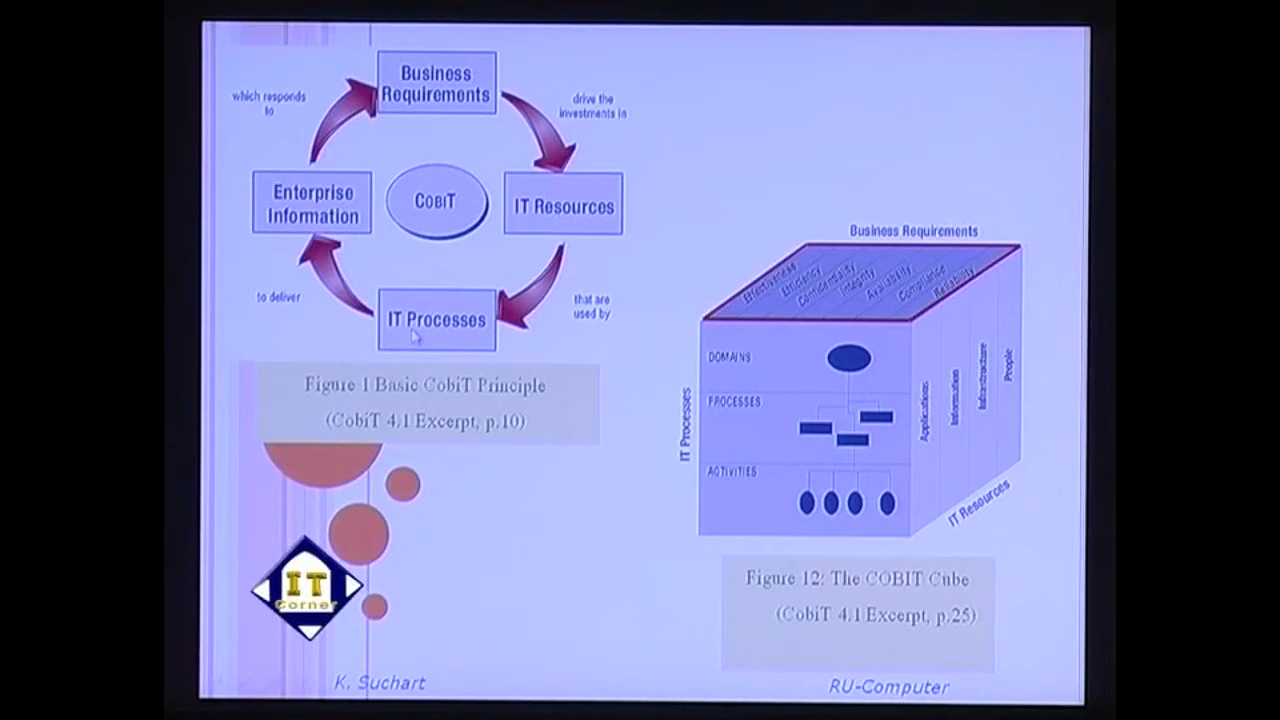 Business
Requirements
which responds
to
drive the
investments in
Enterprise
Information
COBIT
IT Resources
to deliver
IT Processes
that are
used by
Figure 1 Basic CobiT Principle
(CobiT 4.1 Excerpt, p.10)
Business Requirements
Effectiveness
Efficiency
Confidentiality
Integrity
Availability
Compliance
Reliability
DOMAINS
PROCESSES
ACTIVITIES
IT Processes
Applications
Information
Infrastructure
People
IT Resources
Figure 12: The COBIT Cube
(CobiT 4.1 Excerpt, p.25)
IT
Corner
K. Suchart
RU-Computer